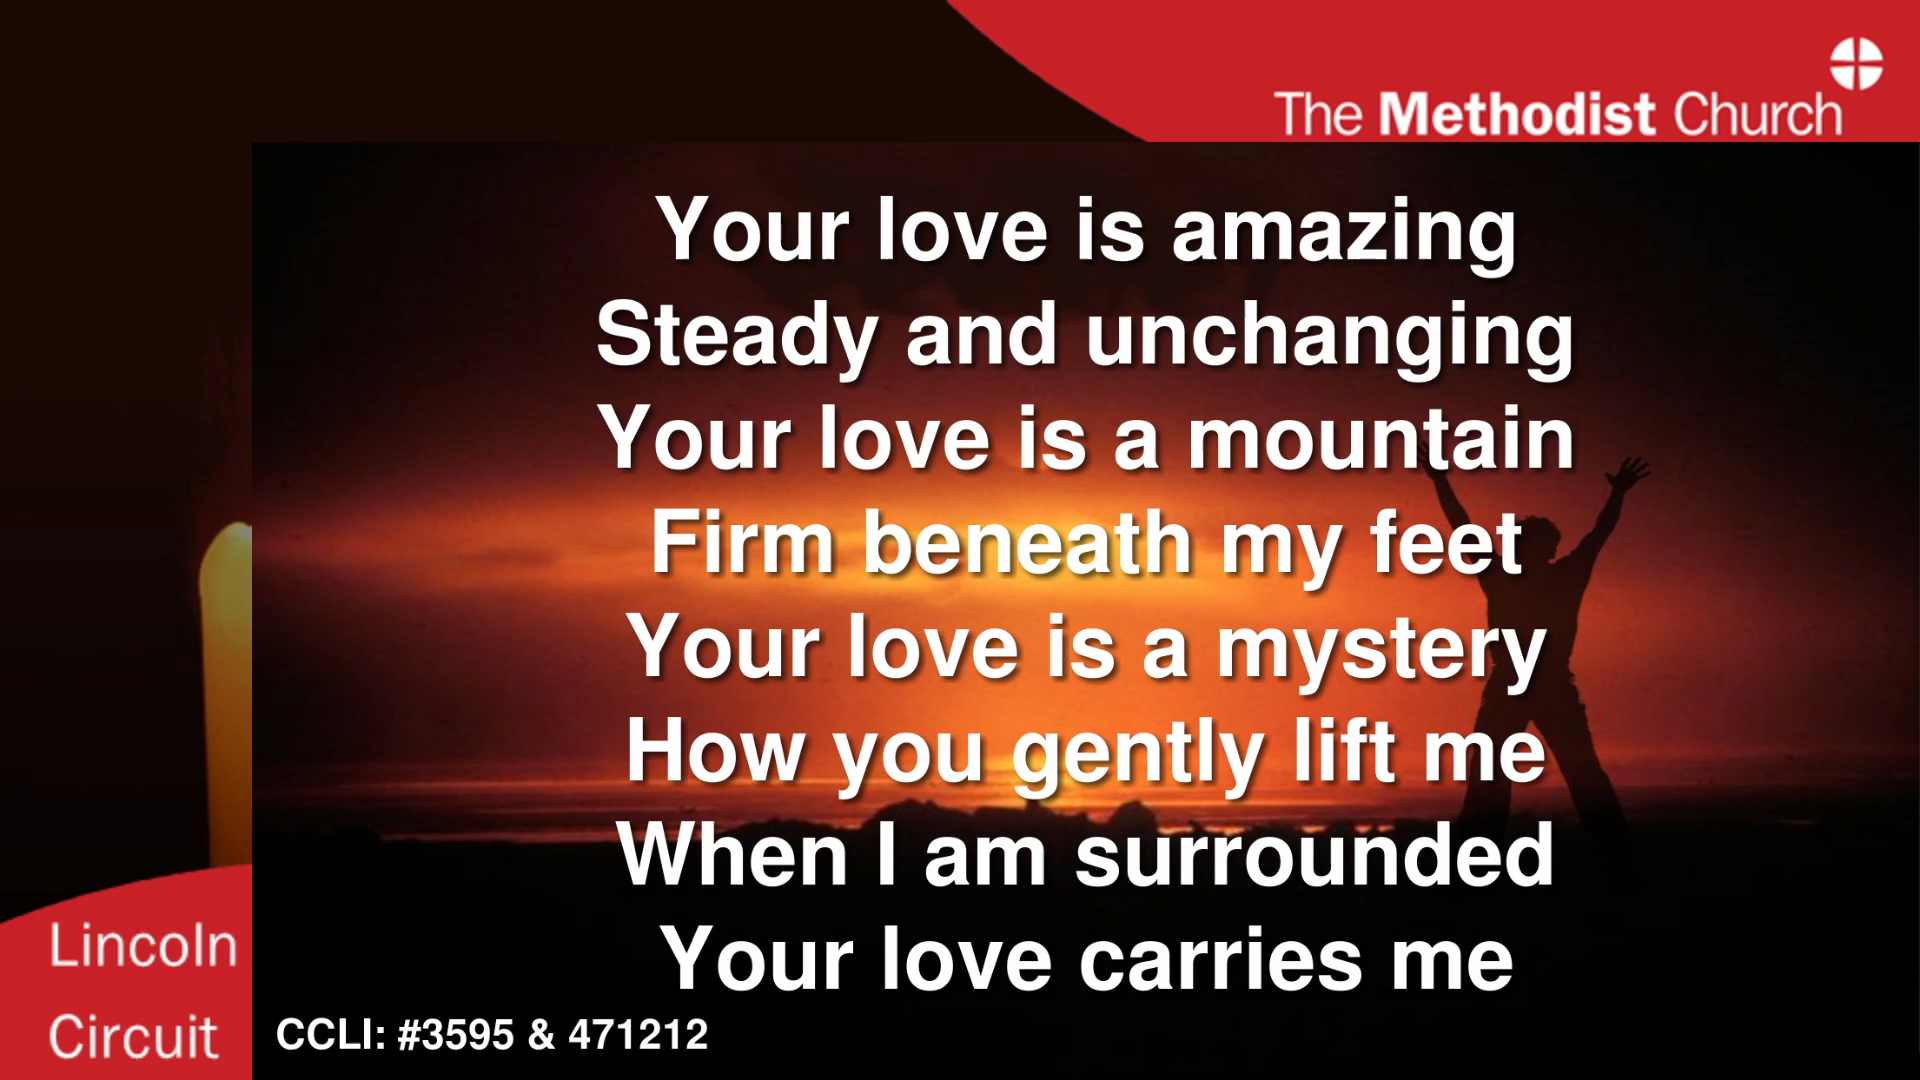 The Methodist Church
Your love is amazing
Steady and unchanging
Your love is a mountain
Firm beneath my feet
Your love is a mystery
How you gently lift me
When I am surrounded
Your love carries me
Lincoln
Circuit
CCLI: #3595 & 471212